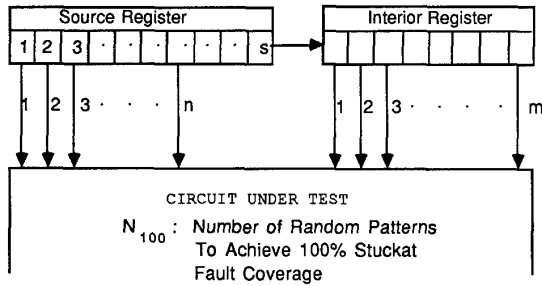 Source Register Interior Register
1 2 3 · · · · · · s
1 2 3 · · · n 1 2 3 · · · · · m
CIRCUIT UNDER TEST
N100 : Number of Random Patterns
To Achieve 100% Stuckat
Fault Coverage